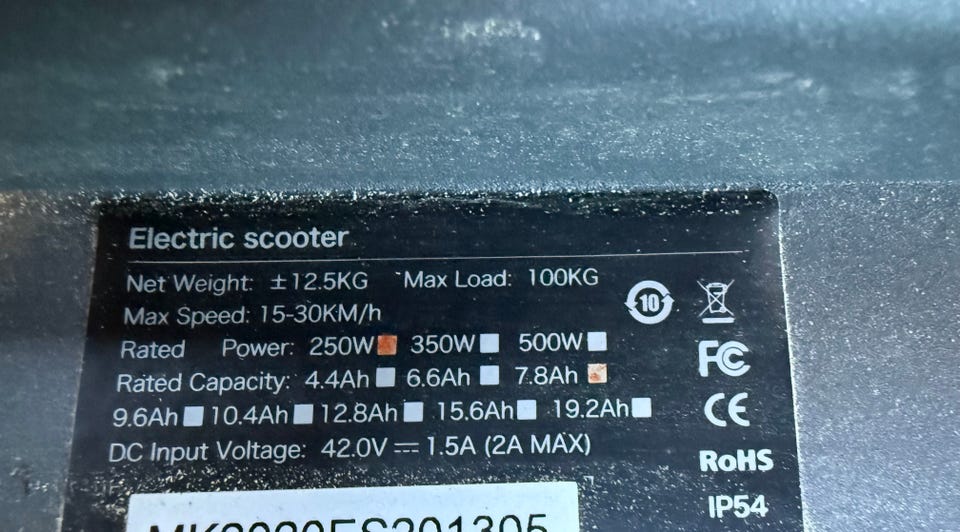 Electric scooter
Net Weight: ±12.5KG Max Load: 100KG
Max Speed: 15-30KM/h
10
Rated Power: 250W 350W 500W
Rated Capacity: 4.4Ah 6.6Ah 7.8Ah
FC
9.6Ah 10.4Ah 12.8Ah 15.6Ah 19.2Ah
CE
DC Input Voltage: 42.0V 1.5A (2A MAX)
RoHS
IP54